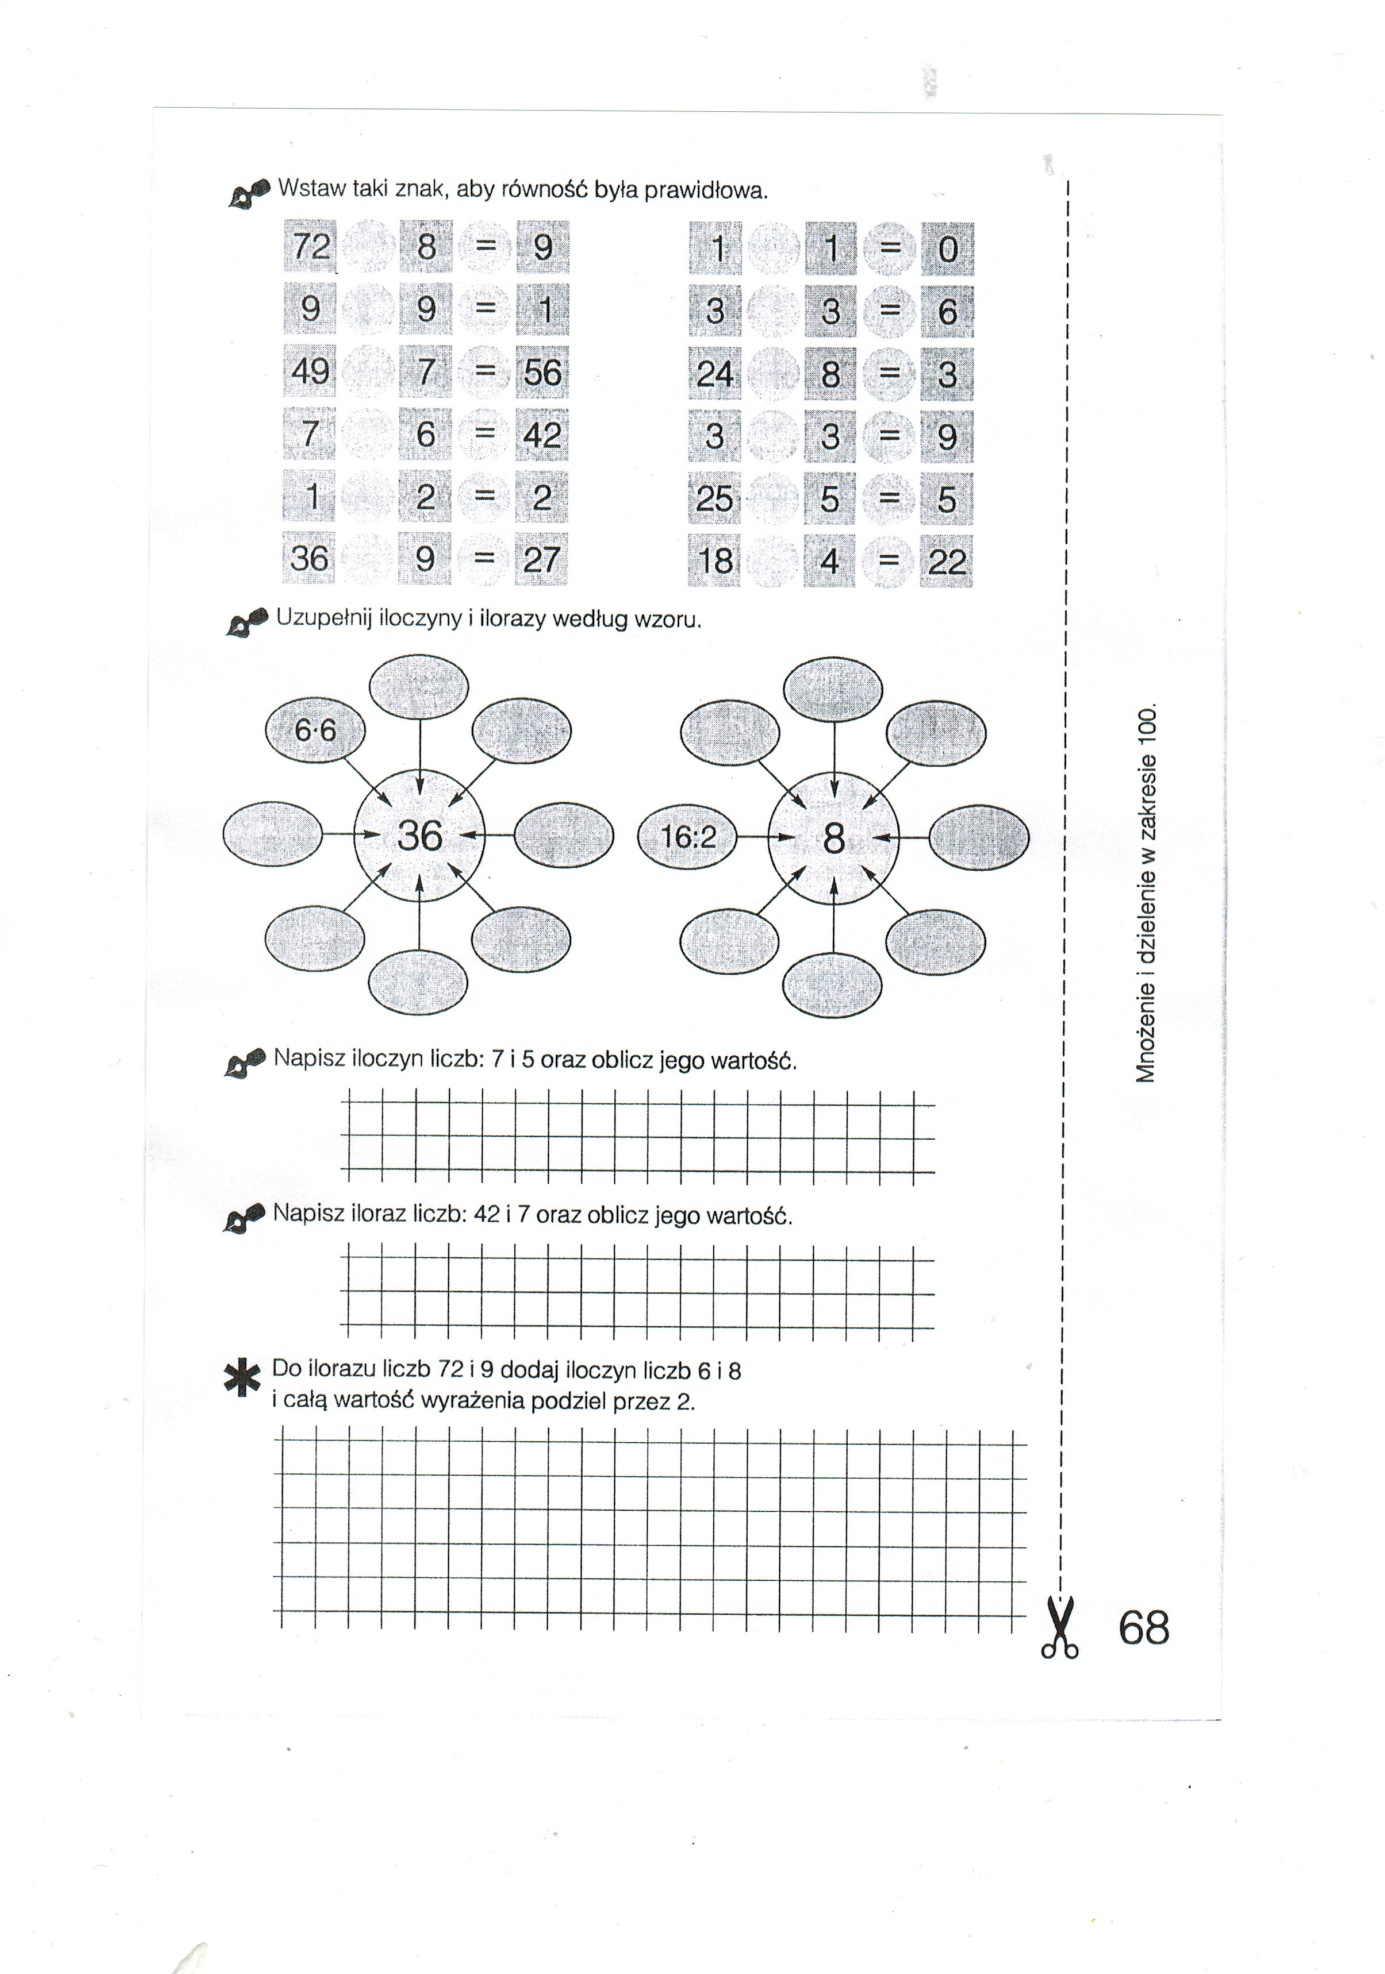 Wstaw taki znak, aby równość była prawidłowa.
72 8 = 9
9 9 = 1
49 7 = 56
7 6 = 42
1 2 = 2
36 9 = 27
1 1 = 0
3 3 = 6
24 8 = 3
3 3 = 9
25 5 = 5
18 4 = 22
Uzupełnij iloczyny i ilorazy według wzoru.
6·6
36
16:2
8
Napisz iloczyn liczb: 7 i 5 oraz oblicz jego wartość.
Napisz iloraz liczb: 42 i 7 oraz oblicz jego wartość.
Do ilorazu liczb 72 i 9 dodaj iloczyn liczb 6 i 8
i całą wartość wyrażenia podziel przez 2.
Mnożenie i dzielenie w zakresie 100.
68